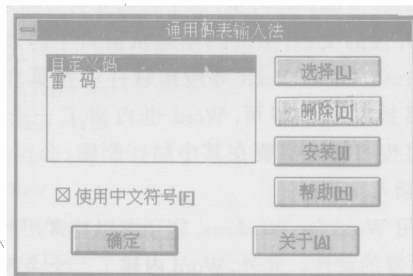 通用码表输入法
自定义码
雷 码
选择[L]
删除[D]
安装[I]
帮助[H]
☒使用中文符号[F]
确定
关于[A]